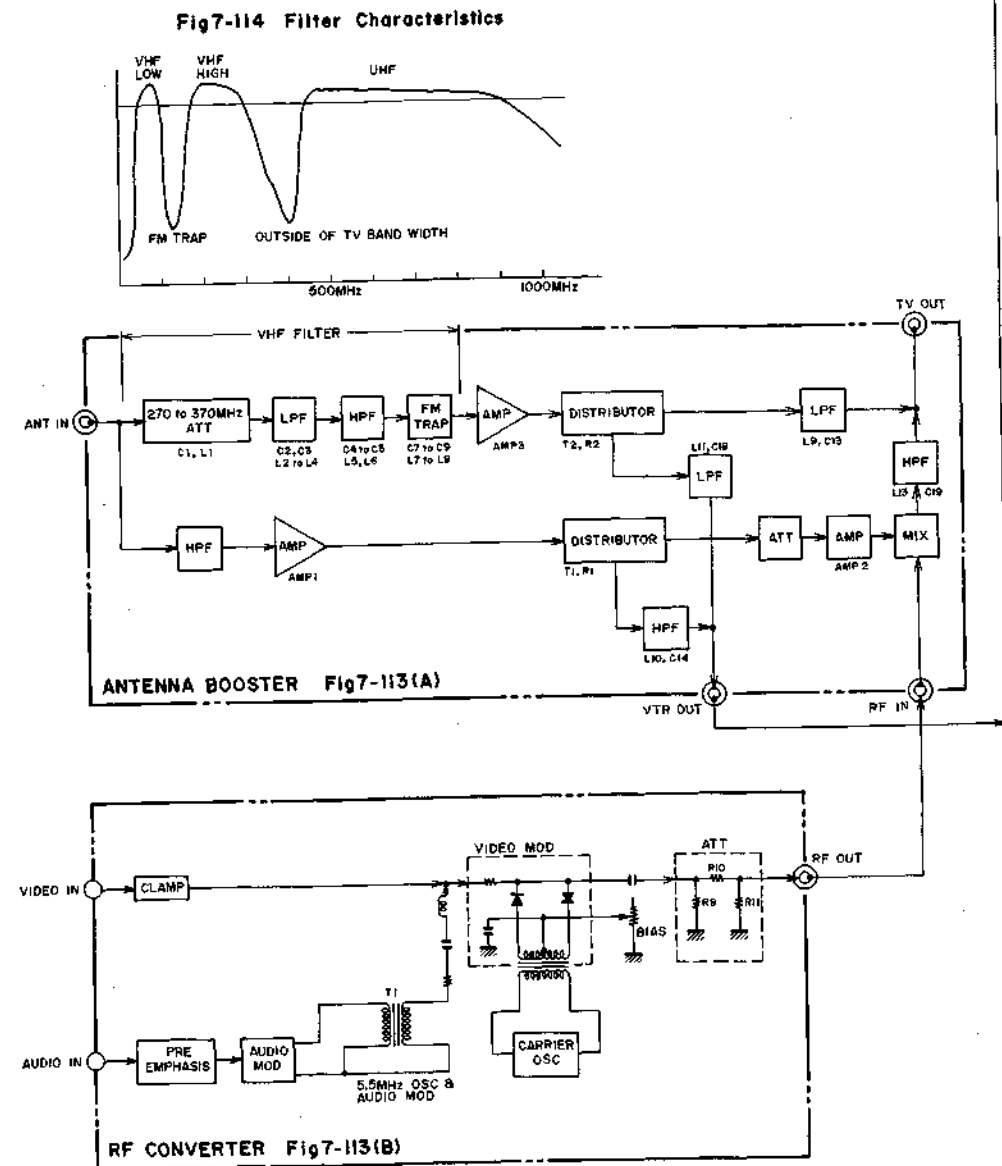 Fig7-114 Filter Characteristics
VHF
LOW
VHF
HIGH
UHF
FM TRAP
OUTSIDE OF TV BAND WIDTH
500MHz
1000MHz
TV OUT
VHF FILTER
ANT IN
270 to 370MHz
ATT
C1, L1
LPF
C2, C3
L2 to L4
HPF
C4 to C6
L5, L6
FM
TRAP
C7 to C9
L7 to L9
AMP
AMP3
DISTRIBUTOR
T2, R2
LPF
L9, C13
L11, C18
LPF
HPF
L13 C19
HPF
AMP
AMP1
DISTRIBUTOR
T1, R1
ATT
AMP
AMP 2
MIX
HPF
L10, C14
ANTENNA BOOSTER Fig7-113(A)
VTR OUT
RF IN
VIDEO MOD
ATT
RF OUT
VIDEO IN
CLAMP
R10
R9
R11
BIAS
T1
AUDIO IN
PRE
EMPHASIS
AUDIO
MOD
5.5MHz OSC &
AUDIO MOD
CARRIER
OSC
RF CONVERTER Fig7-113(B)